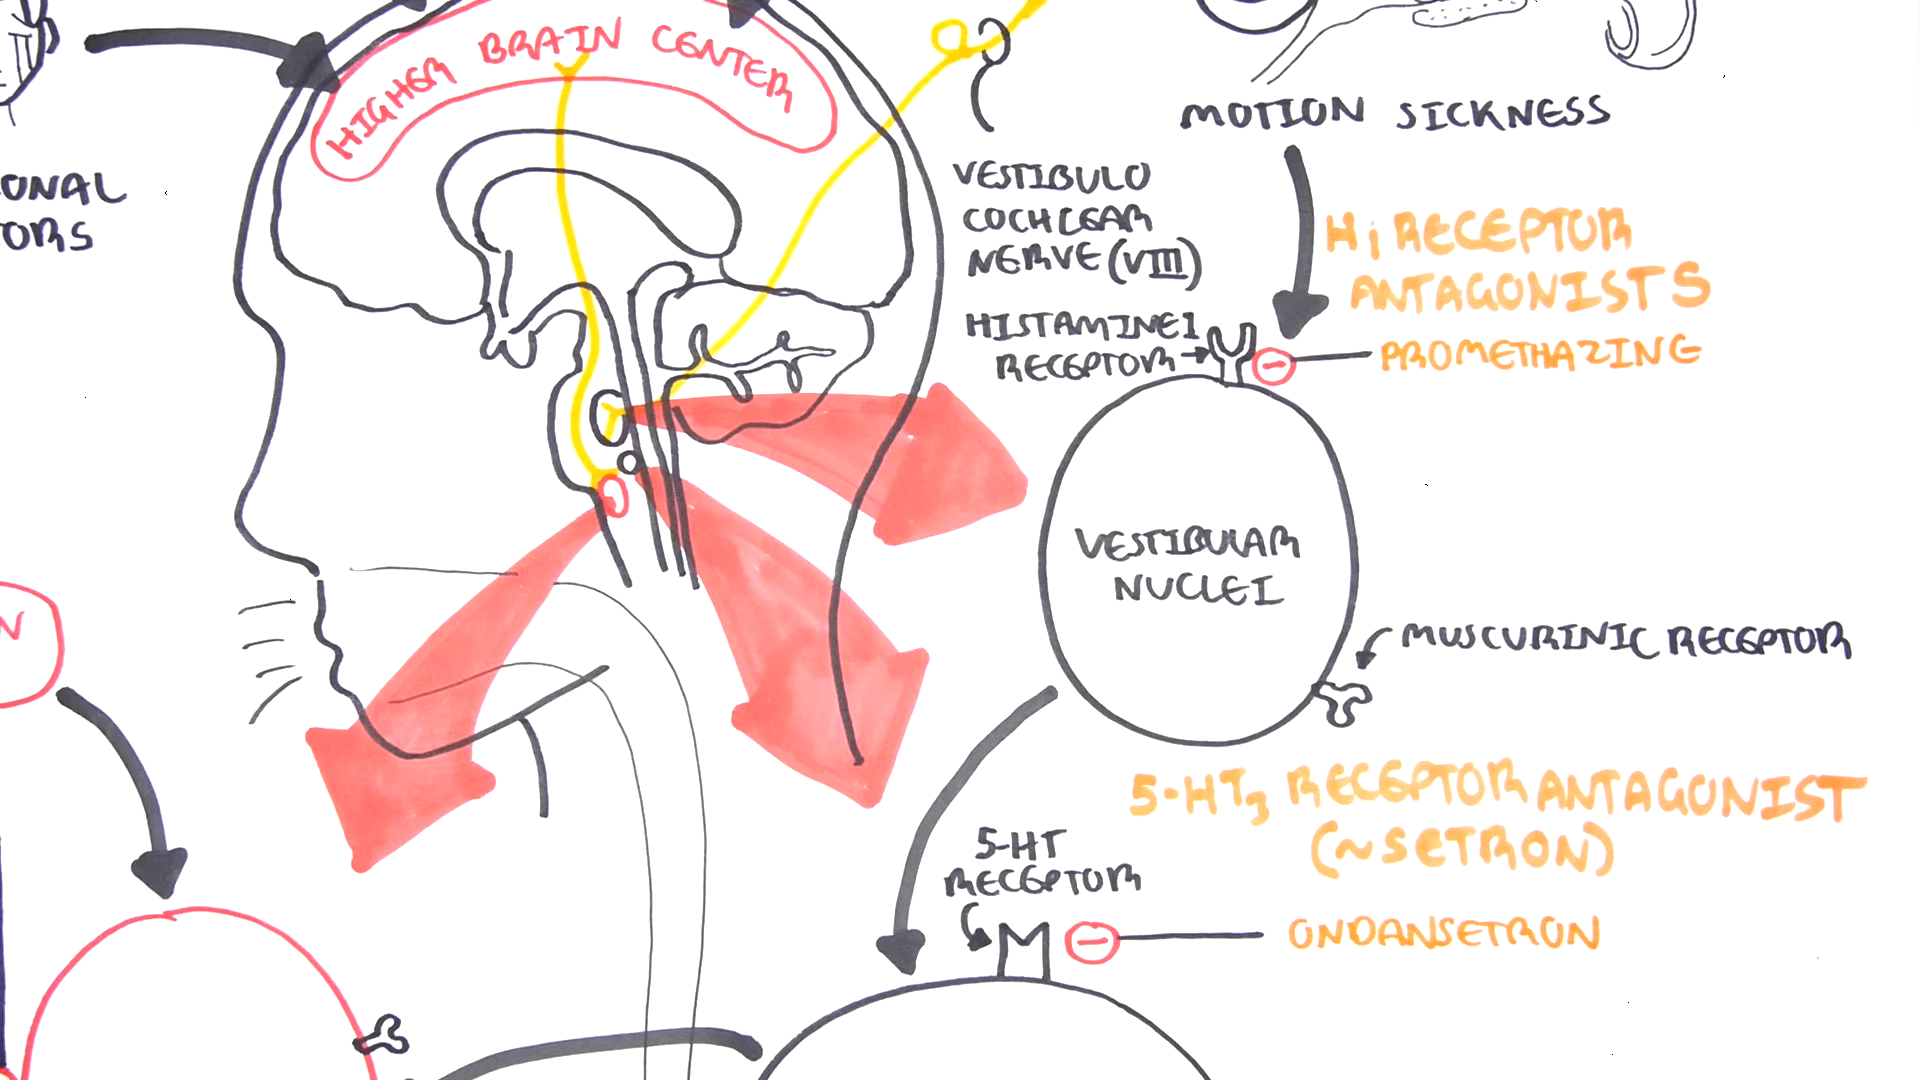 HIGHER BRAIN CENTER
ONAL
ORS
N
VESTIBULO
COCHLEAR
NERVE (VIII)
HISTAMINE1
RECEPTOR
MOTION SICKNESS
H1 RECEPTOR
ANTAGONISTS
PROMETHAZINE
VESTIBULAR
NUCLEI
MUSCURINIC RECEPTOR
5-HT3 RECEPTOR ANTAGONIST
(~SETRON)
5-HT
RECEPTOR
ONDANSETRON